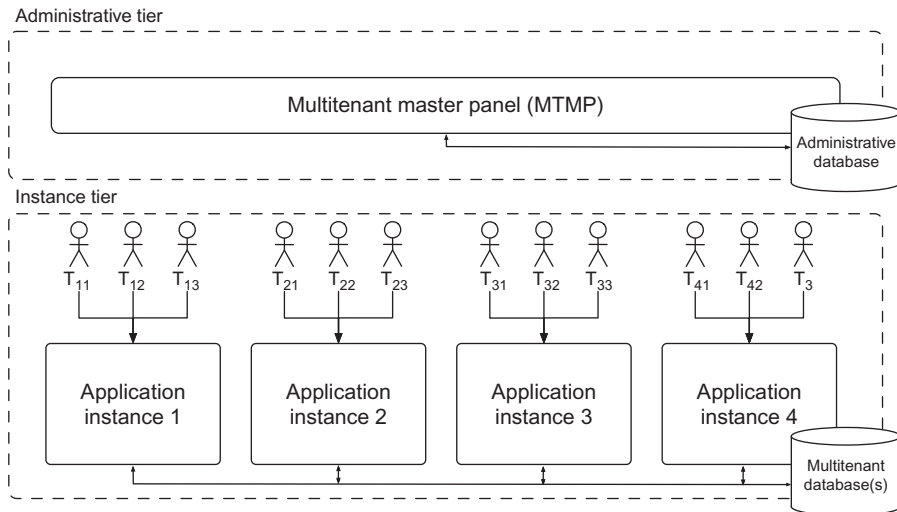 Administrative tier
Multitenant master panel (MTMP)
Administrative
database
Instance tier
T11 T12 T13 T21 T22 T23 T31 T32 T33 T41 T42 T3
Application
instance 1
Application
instance 2
Application
instance 3
Application
instance 4
Multitenant
database(s)